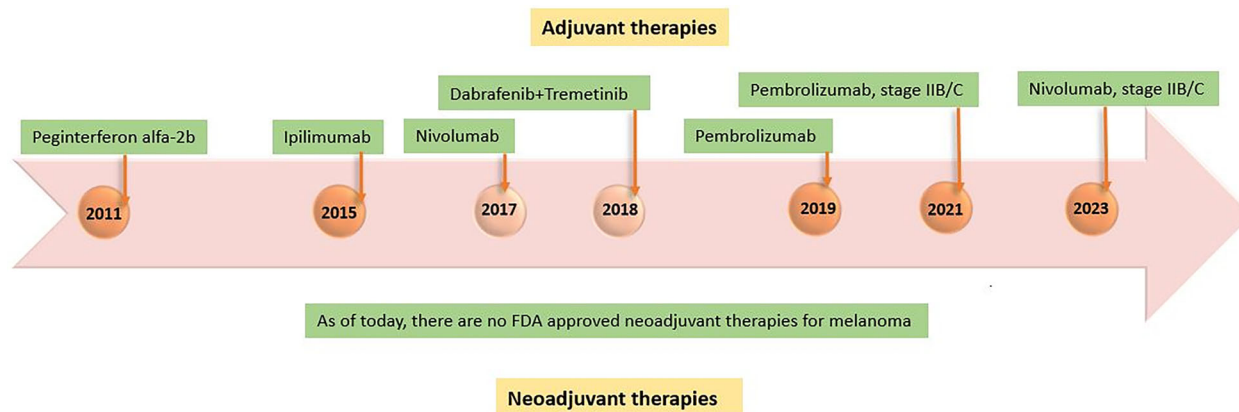 Adjuvant therapies
Dabrafenib+Tremetinib
Pembrolizumab, stage IIB/C
Nivolumab, stage IIB/C
Peginterferon alfa-2b
Ipilimumab
Nivolumab
Pembrolizumab
2011
2015
2017
2018
2019
2021
2023
As of today, there are no FDA approved neoadjuvant therapies for melanoma
Neoadjuvant therapies